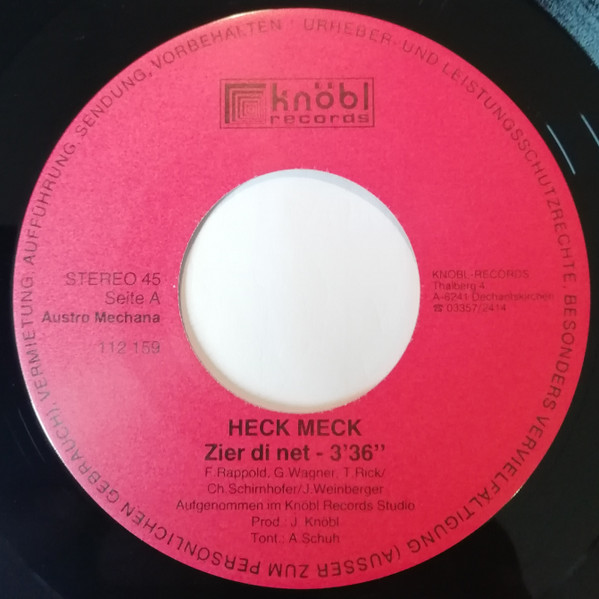 knöbl
records
URHEBER- UND LEISTUNGSSCHUTZRECHTE, BESONDERS VERVIELFÄLTIGUNG (AUSSER ZUM PERSÖNLICHEN GEBRAUCH), VERMIETUNG, AUFFÜHRUNG, SENDUNG, VORBEHALTEN
STEREO 45
Seite A
Austro Mechana
112 159
KNÖBL-RECORDS
Thalberg 4
A-8241 Dechantskirchen
☎ 03357/2414
HECK MECK
Zier di net - 3'36"
F.Rappold, G.Wagner, T.Rick/
Ch.Schirnhofer/J.Weinberger
Aufgenommen im Knöbl Records Studio
Prod.: J. Knöbl
Tont.: A.Schuh